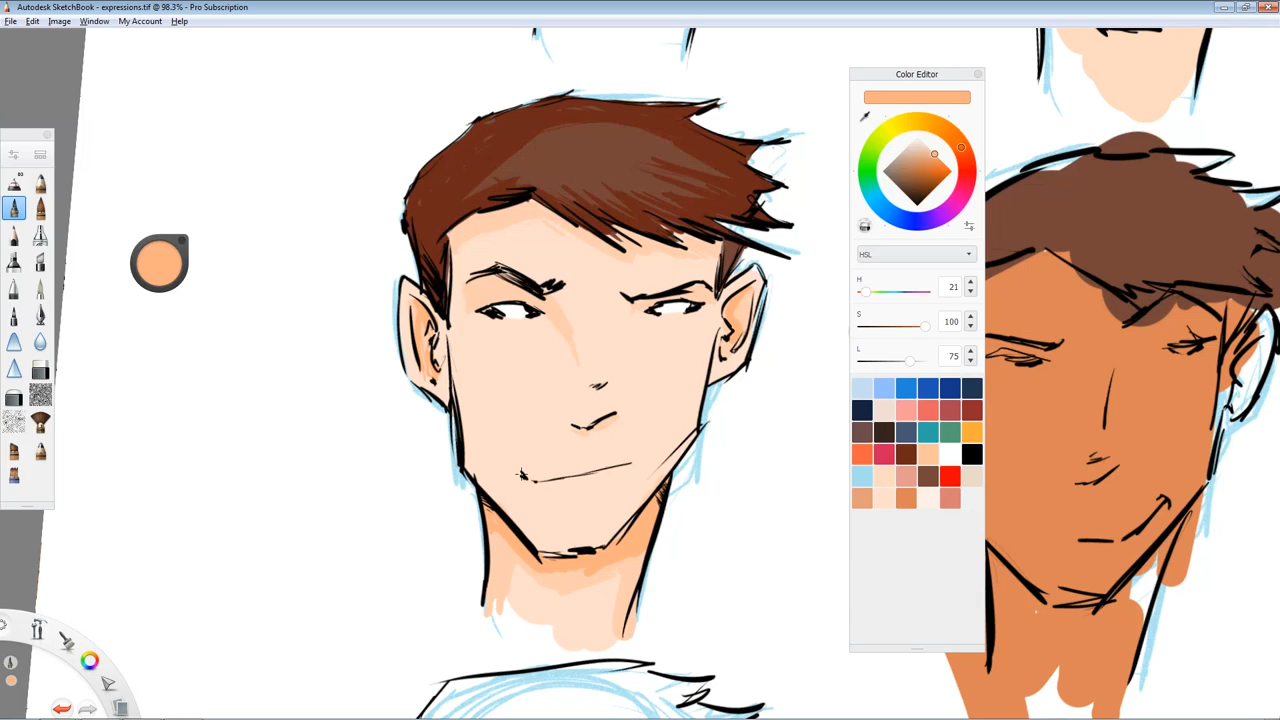 Autodesk SketchBook - expressions.tif @ 98.3% - Pro Subscription
File Edit Image Window My Account Help
Color Editor
HSL
H
21
S
100
L
75